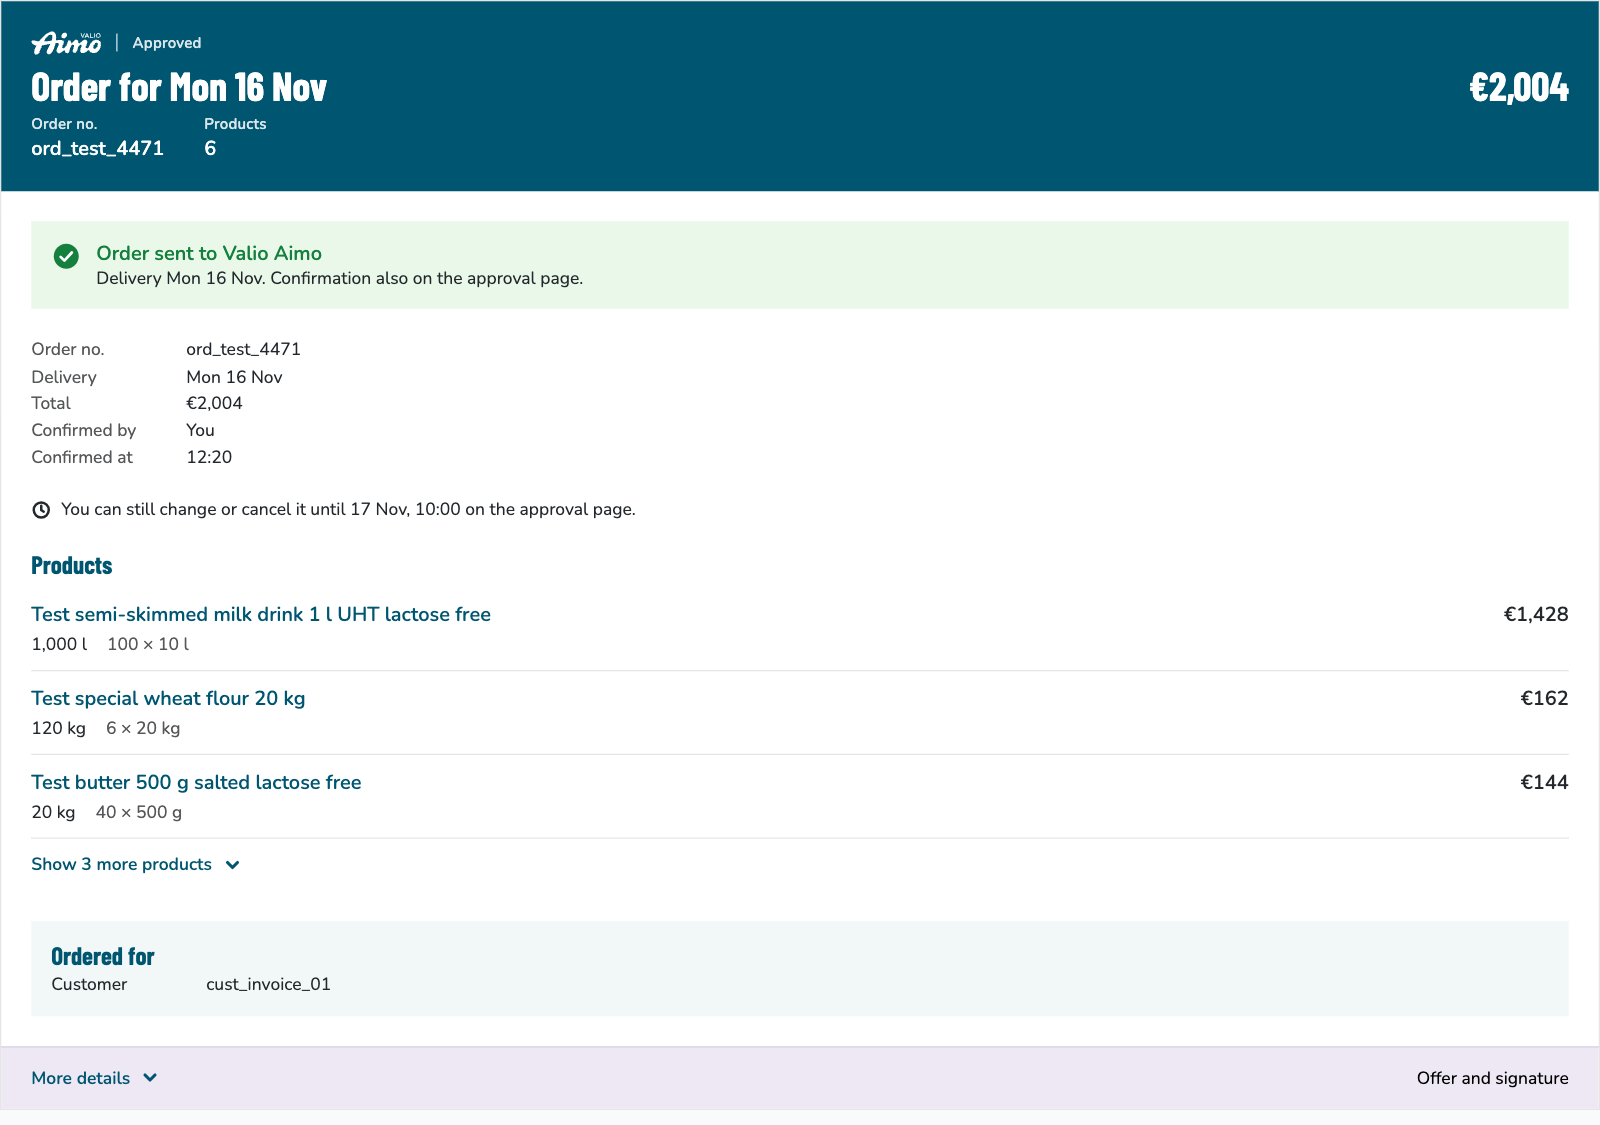 Aimo VALIO | Approved
Order for Mon 16 Nov
€2,004
Order no. Products
ord_test_4471 6
Order sent to Valio Aimo
Delivery Mon 16 Nov. Confirmation also on the approval page.
Order no. ord_test_4471
Delivery Mon 16 Nov
Total €2,004
Confirmed by You
Confirmed at 12:20
You can still change or cancel it until 17 Nov, 10:00 on the approval page.
Products
Test semi-skimmed milk drink 1 l UHT lactose free €1,428
1,000 l 100 × 10 l
Test special wheat flour 20 kg €162
120 kg 6 × 20 kg
Test butter 500 g salted lactose free €144
20 kg 40 × 500 g
Show 3 more products
Ordered for
Customer cust_invoice_01
More details Offer and signature